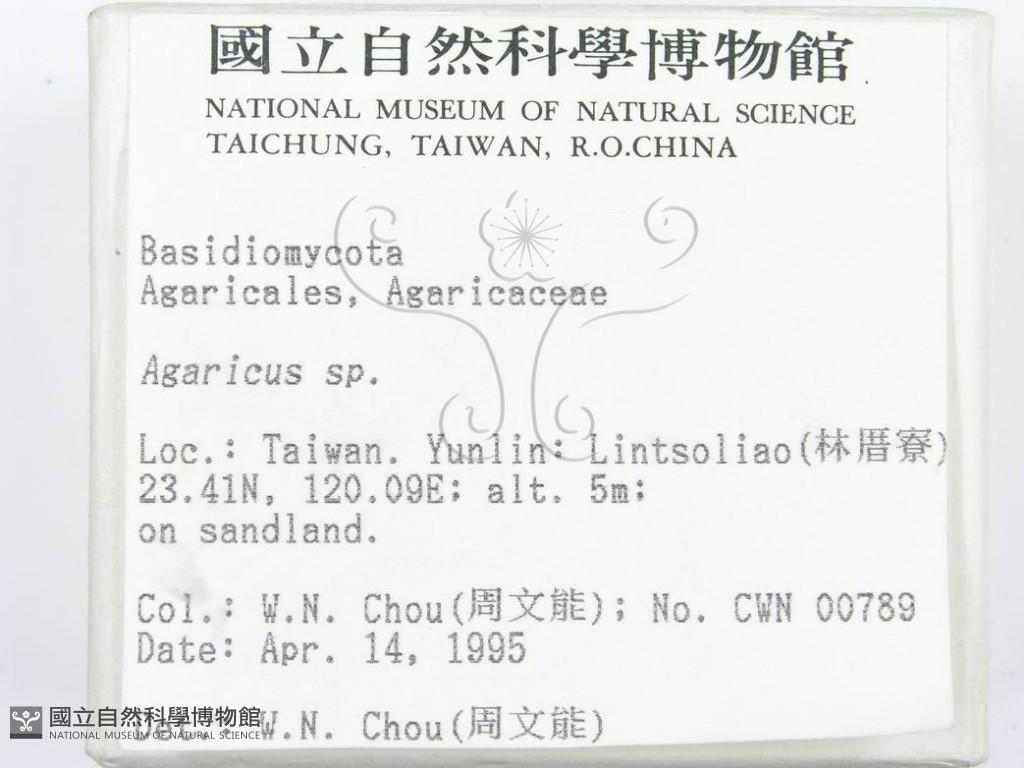 國立自然科學博物館
NATIONAL MUSEUM OF NATURAL SCIENCE
TAICHUNG, TAIWAN, R.O.CHINA
Basidiomycota
Agaricales, Agaricaceae
Agaricus sp.
Loc.: Taiwan. Yunlin: Lintsoliao(林厝寮)
23.41N, 120.09E; alt. 5m;
on sandland.
Col.: W.N. Chou(周文能); No. CWN 00789
Date: Apr. 14, 1995
Det.: W.N. Chou(周文能)
國立自然科學博物館
NATIONAL MUSEUM OF NATURAL SCIENCE